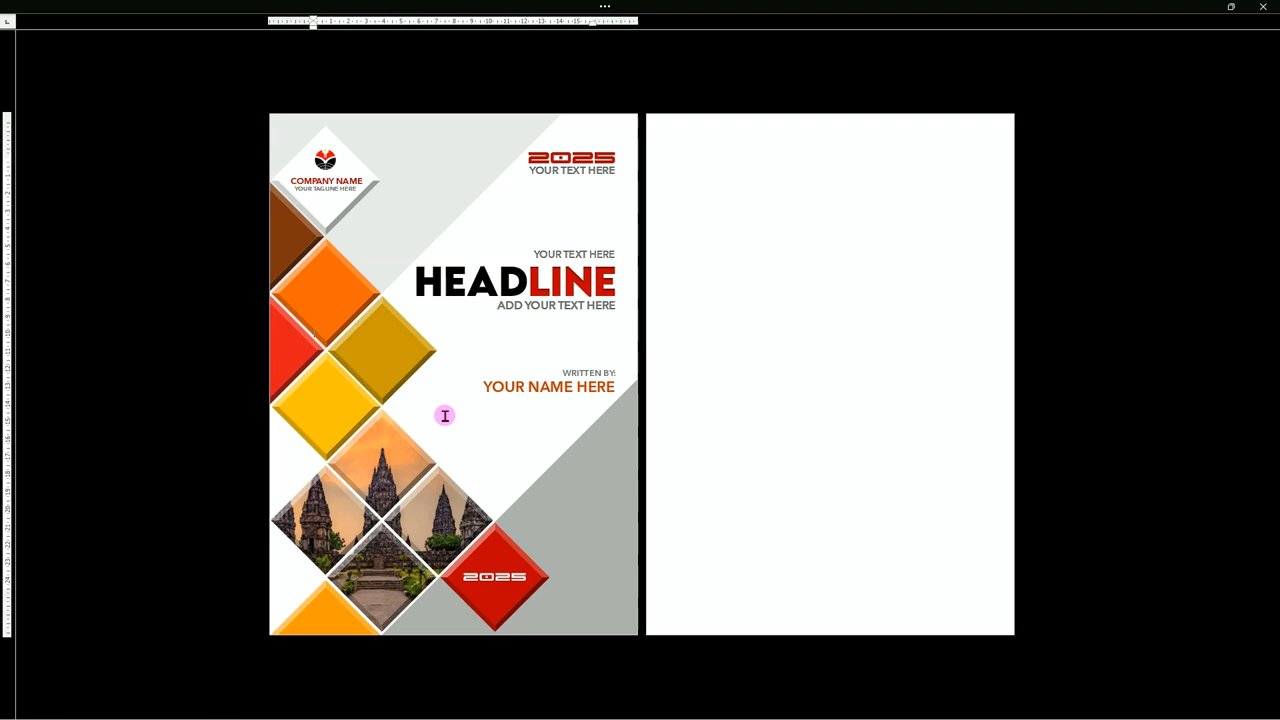 COMPANY NAME
YOUR TAGLINE HERE
2025
YOUR TEXT HERE
YOUR TEXT HERE
HEADLINE
ADD YOUR TEXT HERE
WRITTEN BY:
YOUR NAME HERE
2025